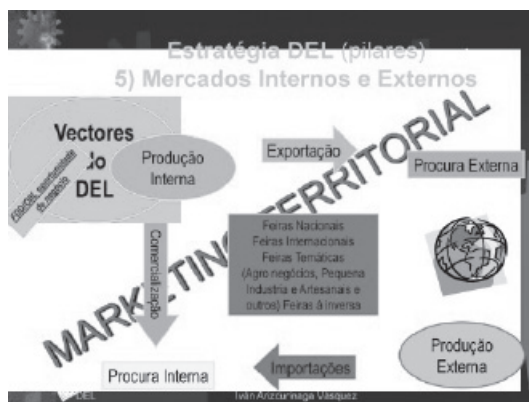 Estratégia DEL (pilares)
5) Mercados Internos e Externos
Vectores
do
DEL
Produção
Interna
Exportação
Procura Externa
MARKETING TERRITORIAL
Comercialização
Feiras Nacionais
Feiras Internacionais
Feiras Temáticas
(Agro negócios, Pequena
Industria e Artesanais e
outros) Feiras à inversa
Procura Interna
Importações
Produção
Externa
DEL
Iván Arizcurinaga Vásquez